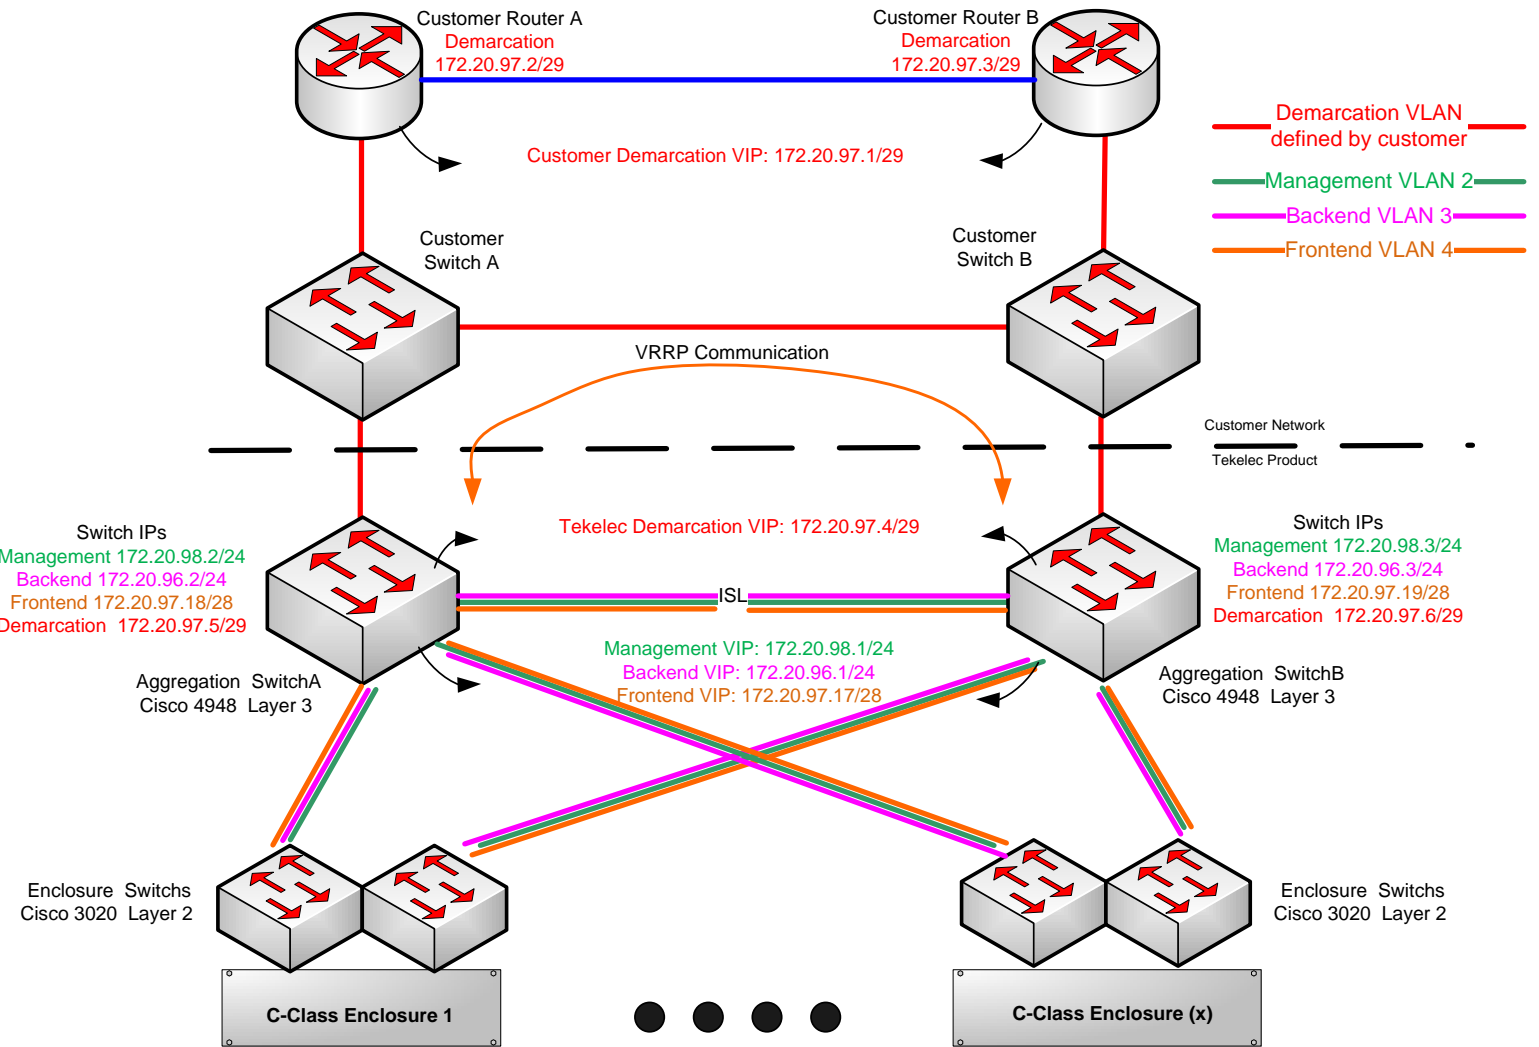 Customer Router A
Demarcation
172.20.97.2/29
Customer Router B
Demarcation
172.20.97.3/29
Demarcation VLAN
defined by customer
Management VLAN 2
Backend VLAN 3
Frontend VLAN 4
Customer Demarcation VIP: 172.20.97.1/29
Customer
Switch A
Customer
Switch B
VRRP Communication
Customer Network
Tekelec Product
Switch IPs
Management 172.20.98.2/24
Backend 172.20.96.2/24
Frontend 172.20.97.18/28
Demarcation 172.20.97.5/29
Tekelec Demarcation VIP: 172.20.97.4/29
Switch IPs
Management 172.20.98.3/24
Backend 172.20.96.3/24
Frontend 172.20.97.19/28
Demarcation 172.20.97.6/29
ISL
Management VIP: 172.20.98.1/24
Backend VIP: 172.20.96.1/24
Frontend VIP: 172.20.97.17/28
Aggregation SwitchA
Cisco 4948 Layer 3
Aggregation SwitchB
Cisco 4948 Layer 3
Enclosure Switchs
Cisco 3020 Layer 2
Enclosure Switchs
Cisco 3020 Layer 2
C-Class Enclosure 1
C-Class Enclosure (x)